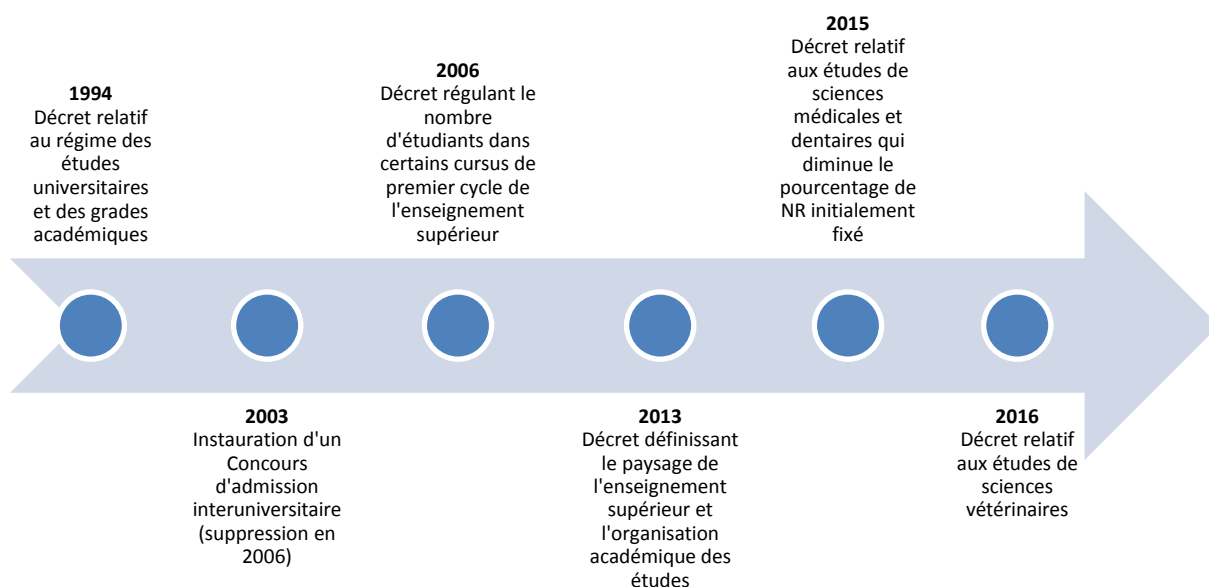 1994
Décret relatif
au régime des
études
universitaires
et des grades
académiques
2003
Instauration d'un
Concours
d'admission
interuniversitaire
(suppression en
2006)
2006
Décret régulant le
nombre
d'étudiants dans
certains cursus de
premier cycle de
l'enseignement
supérieur
2013
Décret définissant
le paysage de
l'enseignement
supérieur et
l'organisation
académique des
études
2015
Décret relatif
aux études de
sciences
médicales et
dentaires qui
diminue le
pourcentage de
NR initialement
fixé
2016
Décret relatif
aux études de
sciences
vétérinaires